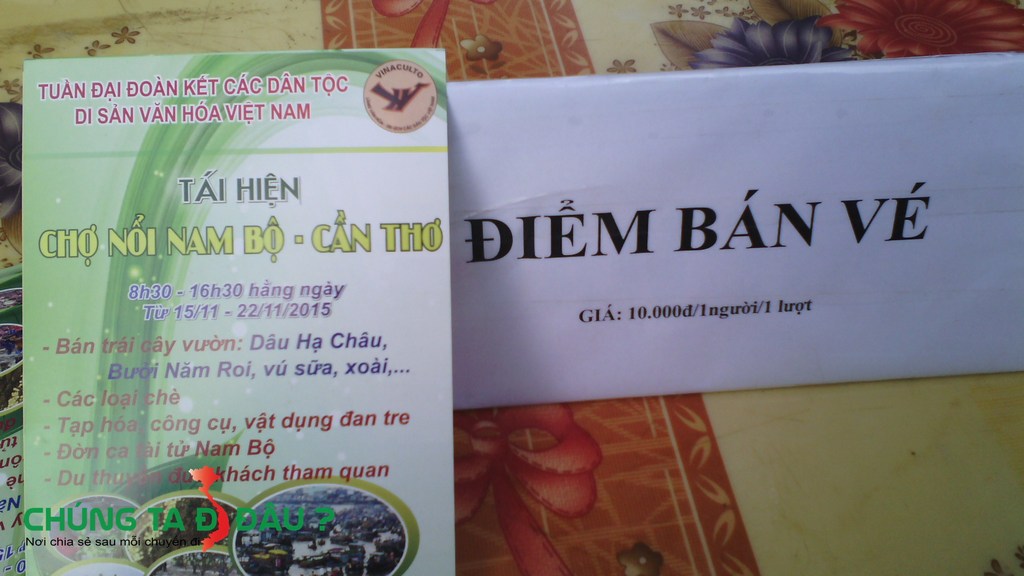 TUẦN ĐẠI ĐOÀN KẾT CÁC DÂN TỘC
DI SẢN VĂN HÓA VIỆT NAM
VINACULTO
TÁI HIỆN
CHỢ NỔI NAM BỘ - CẦN THƠ
8h30 - 16h30 hằng ngày
Từ 15/11 - 22/11/2015
- Bán trái cây vườn: Dâu Hạ Châu,
Bưởi Năm Roi, vú sữa, xoài,...
- Các loại chè
- Tạp hóa, công cụ, vật dụng đan tre
- Đờn ca tài tử Nam Bộ
- Du thuyền đưa khách tham quan
ĐIỂM BÁN VÉ
GIÁ: 10.000đ/1người/1 lượt
CHÚNG TA ĐI ĐÂU ?
Nơi chia sẻ sau mỗi chuyến đi